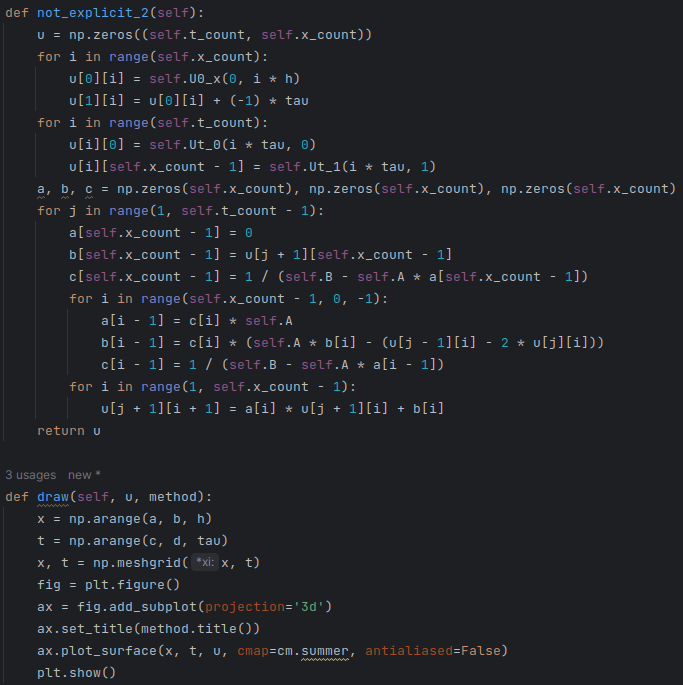 def not_explicit_2(self):
    u = np.zeros((self.t_count, self.x_count))
    for i in range(self.x_count):
        u[0][i] = self.U0_x(0, i * h)
        u[1][i] = u[0][i] + (-1) * tau
    for i in range(self.t_count):
        u[i][0] = self.Ut_0(i * tau, 0)
        u[i][self.x_count - 1] = self.Ut_1(i * tau, 1)
    a, b, c = np.zeros(self.x_count), np.zeros(self.x_count), np.zeros(self.x_count)
    for j in range(1, self.t_count - 1):
        a[self.x_count - 1] = 0
        b[self.x_count - 1] = u[j + 1][self.x_count - 1]
        c[self.x_count - 1] = 1 / (self.B - self.A * a[self.x_count - 1])
        for i in range(self.x_count - 1, 0, -1):
            a[i - 1] = c[i] * self.A
            b[i - 1] = c[i] * (self.A * b[i] - (u[j - 1][i] - 2 * u[j][i]))
            c[i - 1] = 1 / (self.B - self.A * a[i - 1])
        for i in range(1, self.x_count - 1):
            u[j + 1][i + 1] = a[i] * u[j + 1][i] + b[i]
    return u
3 usages new *
def draw(self, u, method):
    x = np.arange(a, b, h)
    t = np.arange(c, d, tau)
    x, t = np.meshgrid( *xi: x, t)
    fig = plt.figure()
    ax = fig.add_subplot(projection='3d')
    ax.set_title(method.title())
    ax.plot_surface(x, t, u, cmap=cm.summer, antialiased=False)
    plt.show()